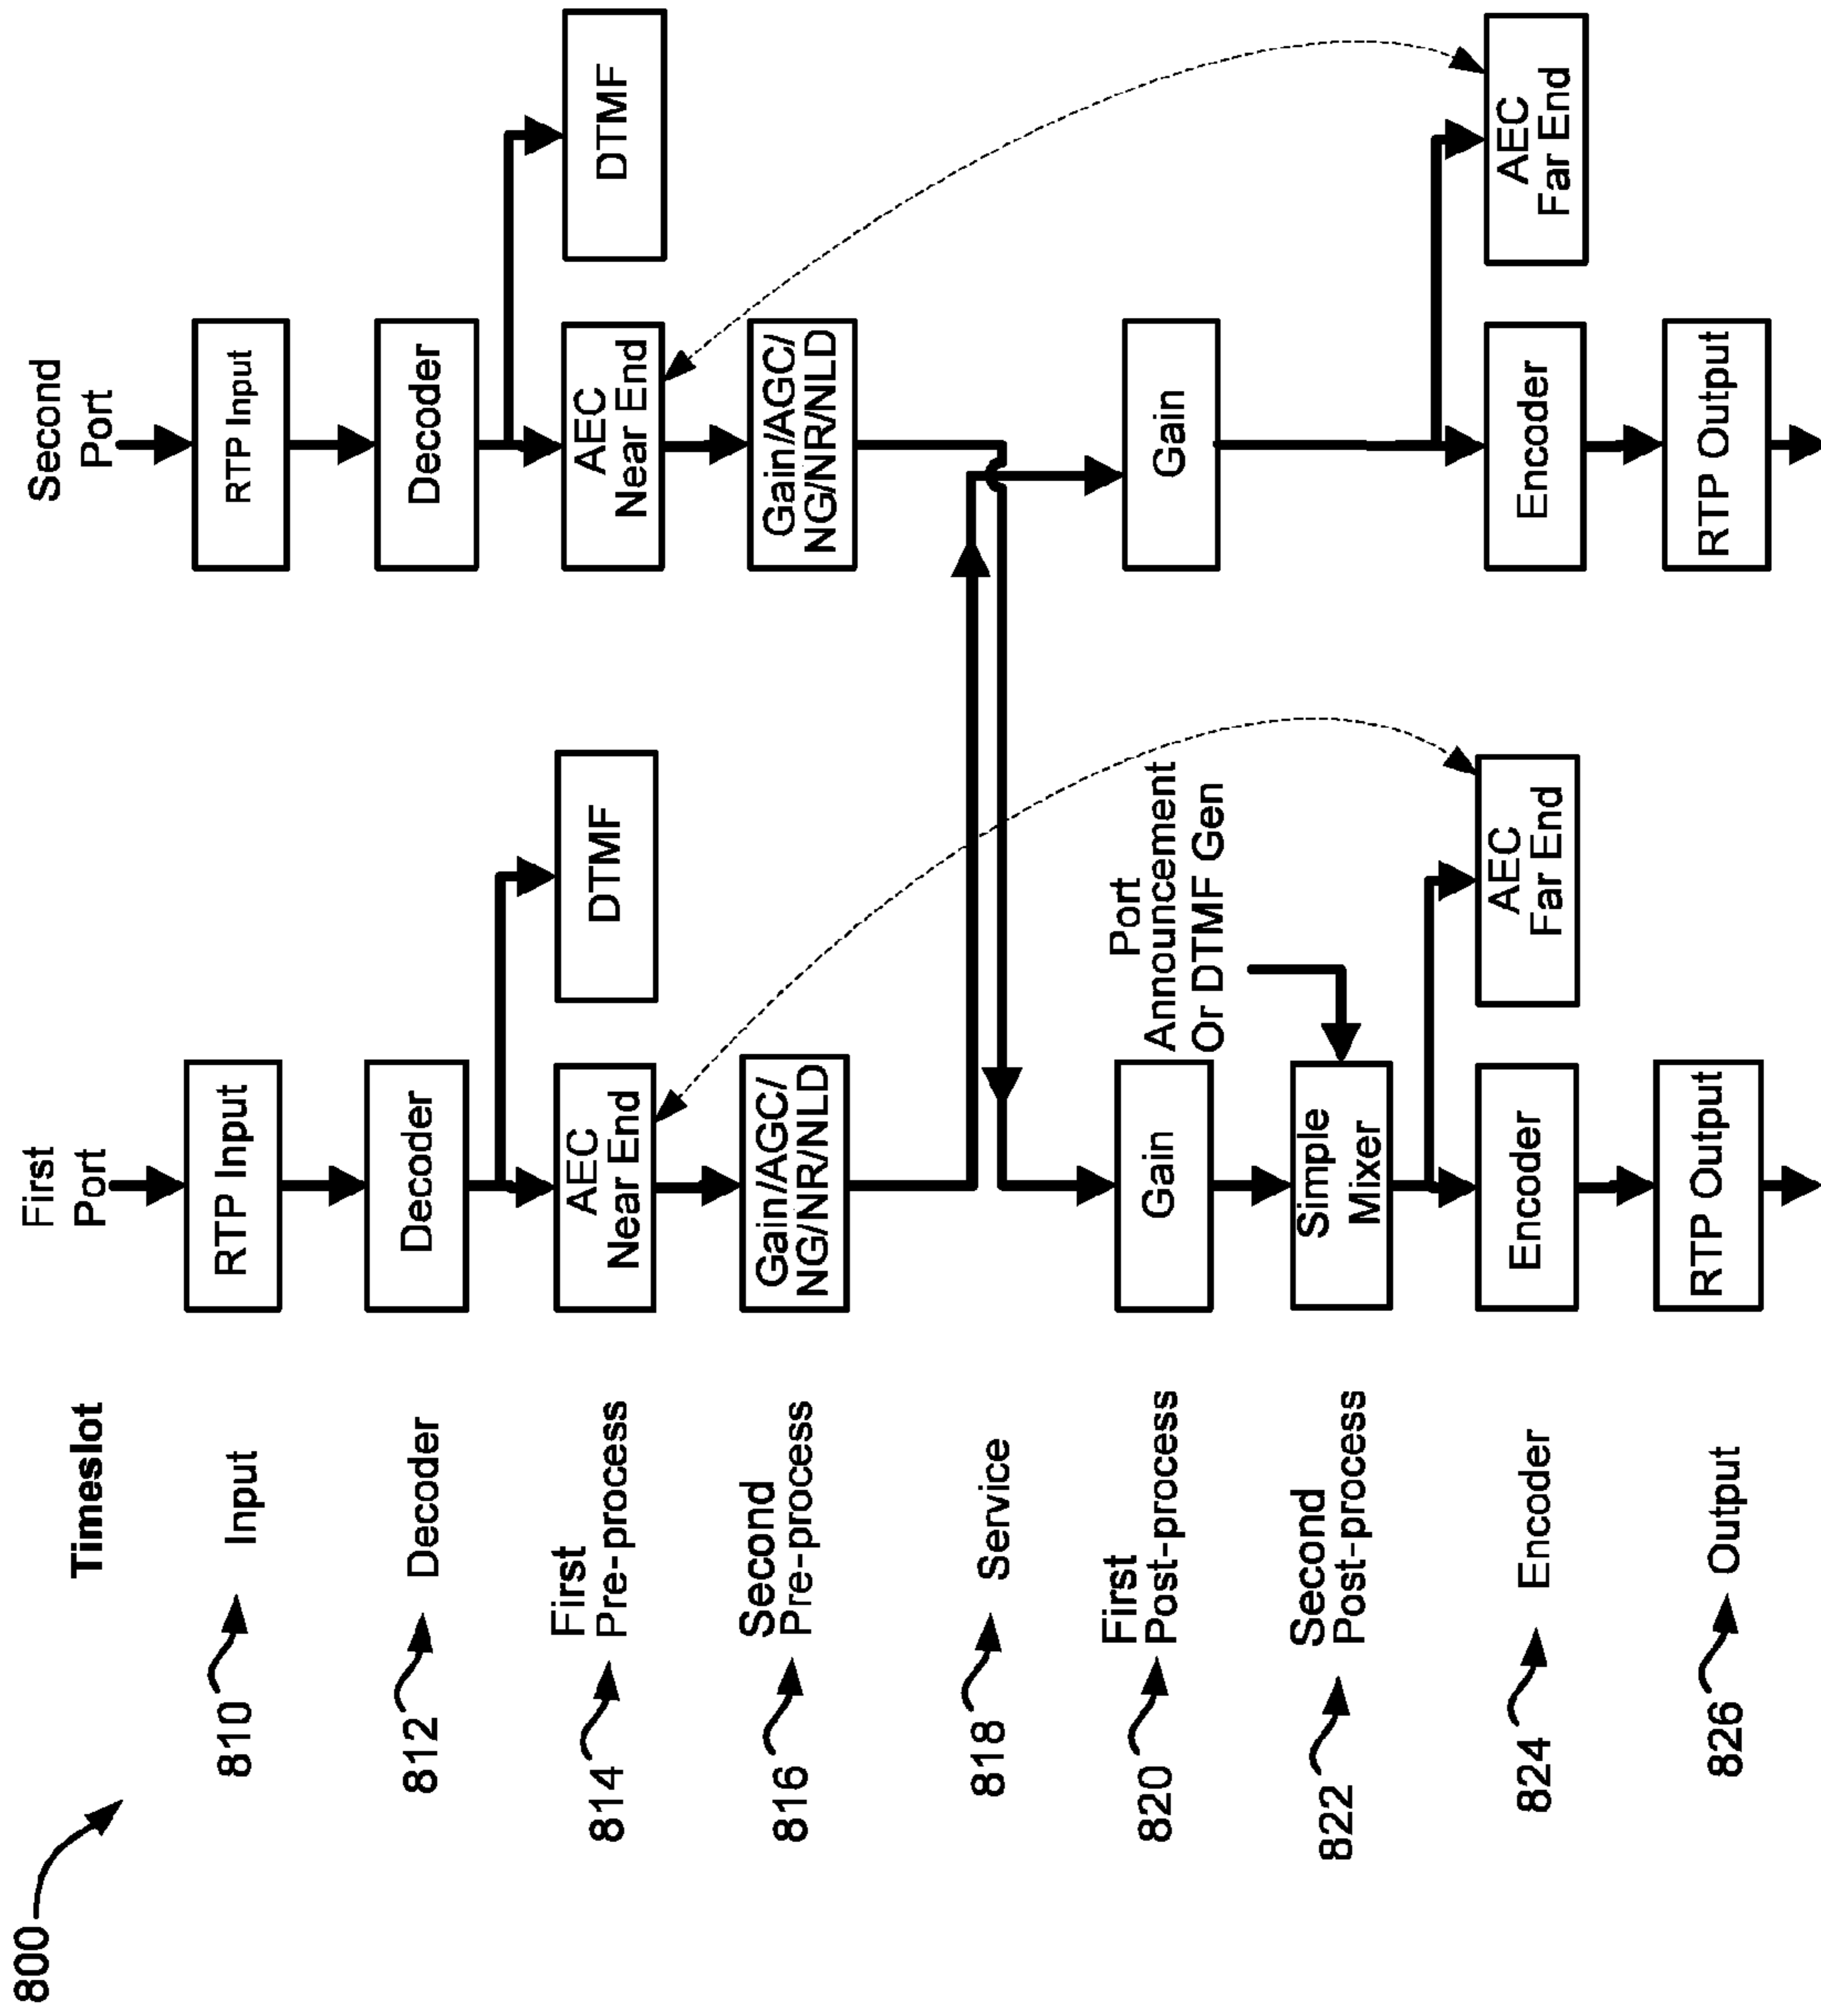 800
Timeslot
First
Port
Second
Port
810
Input
RTP Input
RTP Input
812
Decoder
Decoder
Decoder
814
First
Pre-process
AEC
Near End
DTMF
AEC
Near End
DTMF
816
Second
Pre-process
Gain/AGC/
NG/NR/NLD
Gain/AGC/
NG/NR/NLD
818
Service
820
First
Post-process
Gain
Port
Announcement
Or DTMF Gen
Gain
822
Second
Post-process
Simple
Mixer
824
Encoder
Encoder
AEC
Far End
Encoder
AEC
Far End
826
Output
RTP Output
RTP Output